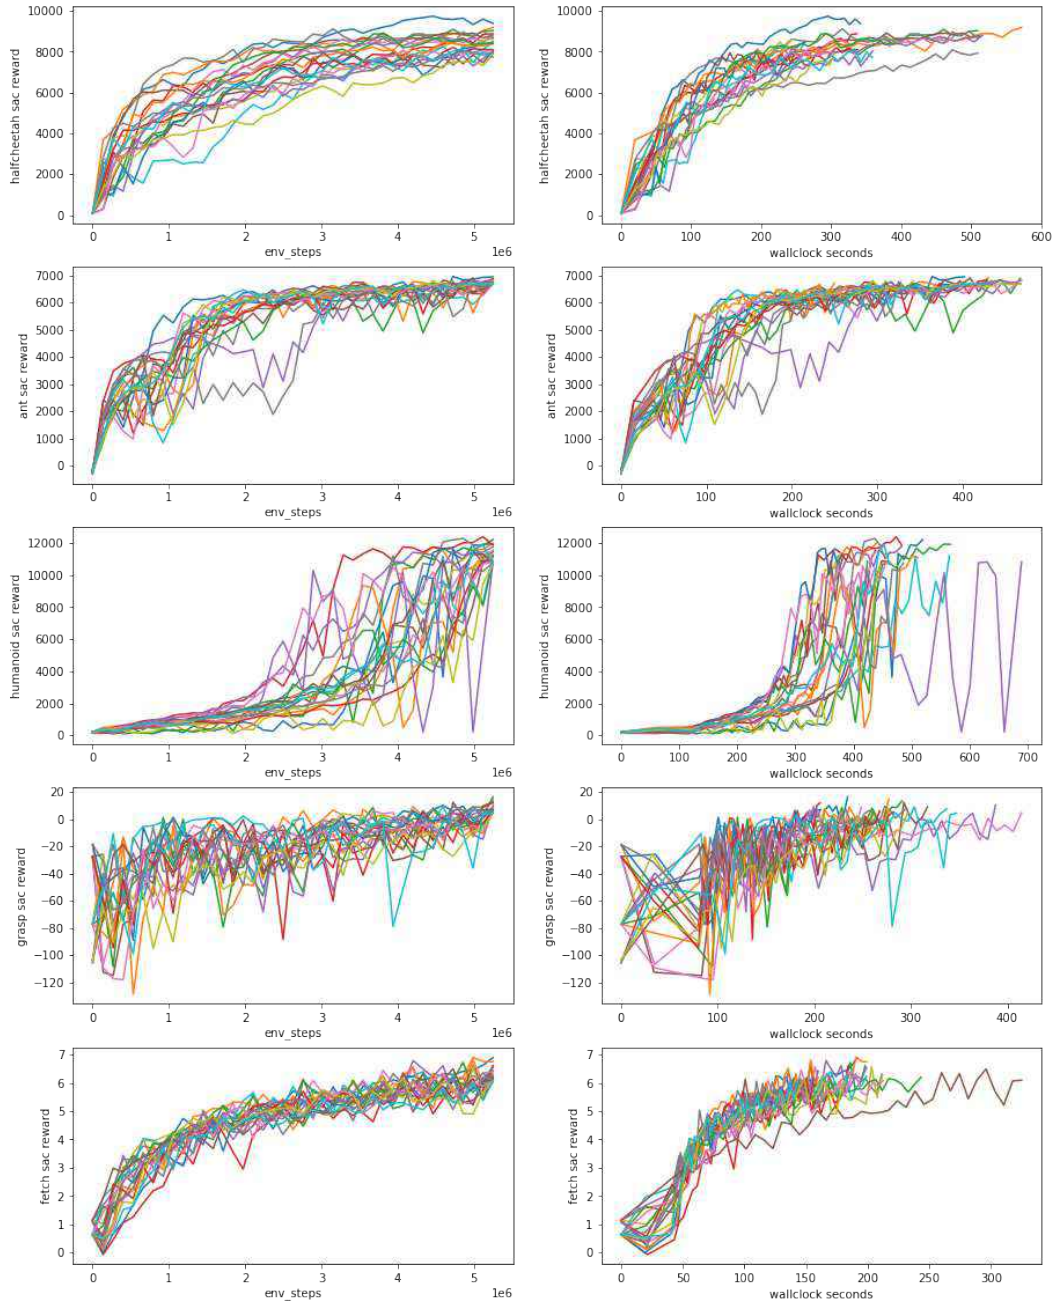 10000
8000
6000
4000
2000
0
halfcheetah sac reward
0 1 2 3 4 5
env_steps
1e6
10000
8000
6000
4000
2000
0
halfcheetah sac reward
0 100 200 300 400 500 600
wallclock seconds
7000
6000
5000
4000
3000
2000
1000
0
ant sac reward
0 1 2 3 4 5
env_steps
1e6
7000
6000
5000
4000
3000
2000
1000
0
ant sac reward
0 100 200 300 400
wallclock seconds
12000
10000
8000
6000
4000
2000
0
humanoid sac reward
0 1 2 3 4 5
env_steps
1e6
12000
10000
8000
6000
4000
2000
0
humanoid sac reward
0 100 200 300 400 500 600 700
wallclock seconds
20
0
−20
−40
−60
−80
−100
−120
grasp sac reward
0 1 2 3 4 5
env_steps
1e6
20
0
−20
−40
−60
−80
−100
−120
grasp sac reward
0 100 200 300 400
wallclock seconds
7
6
5
4
3
2
1
0
fetch sac reward
0 1 2 3 4 5
env_steps
1e6
7
6
5
4
3
2
1
0
fetch sac reward
0 50 100 150 200 250 300
wallclock seconds